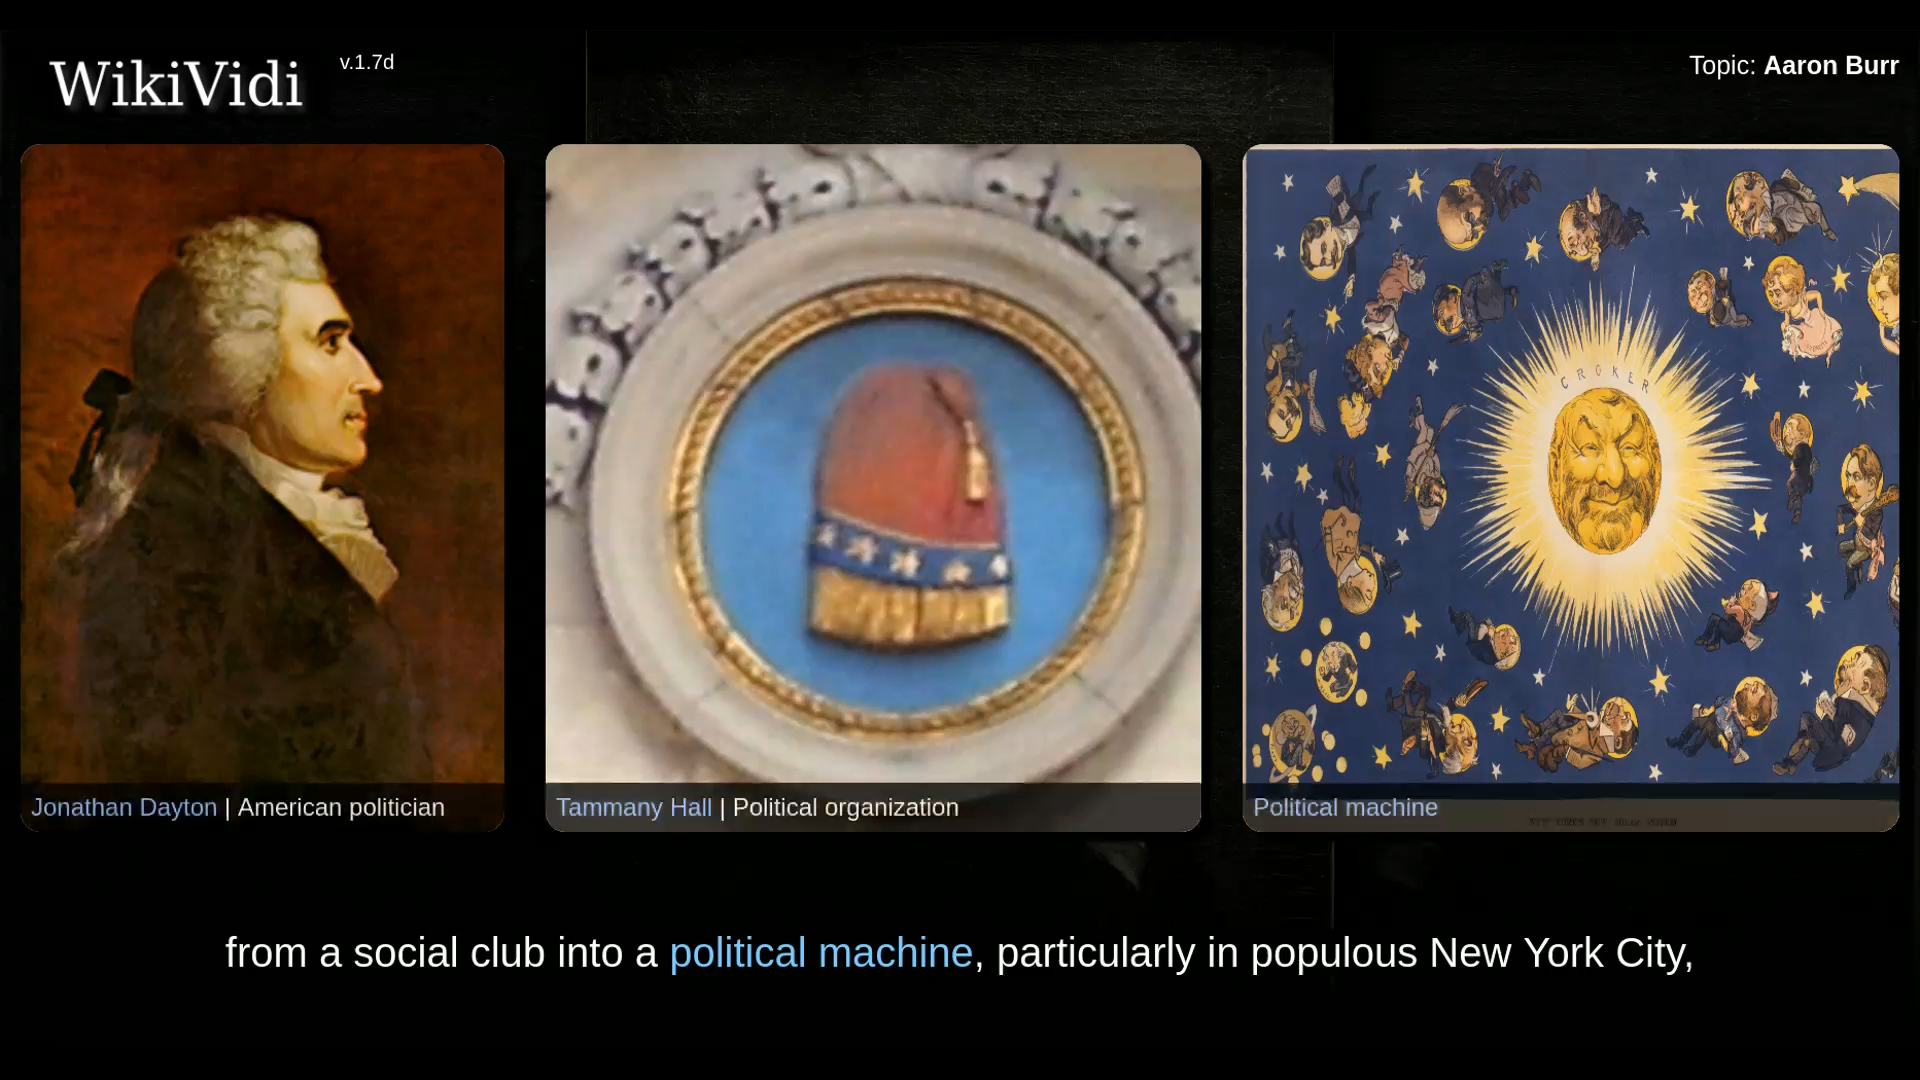 WikiVidi
v.1.7d
Topic: Aaron Burr
CROKER
Jonathan Dayton | American politician
Tammany Hall | Political organization
Political machine
from a social club into a political machine, particularly in populous New York City,